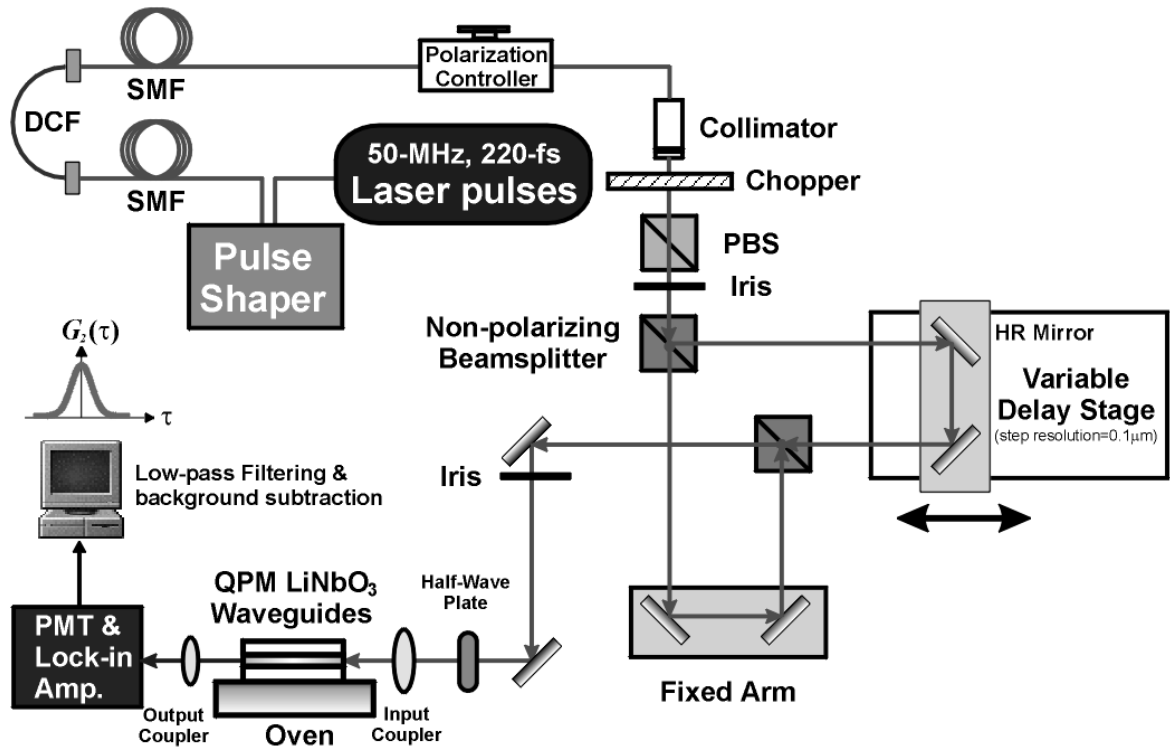 SMF
Polarization
Controller
DCF
SMF
50-MHz, 220-fs
Laser pulses
Collimator
Chopper
Pulse
Shaper
PBS
Iris
Non-polarizing
Beamsplitter
HR Mirror
Variable
Delay Stage
(step resolution=0.1μm)
G₂(τ)
τ
Low-pass Filtering &
background subtraction
Iris
QPM LiNbO₃
Waveguides
Half-Wave
Plate
PMT &
Lock-in
Amp.
Fixed Arm
Output
Coupler
Oven
Input
Coupler